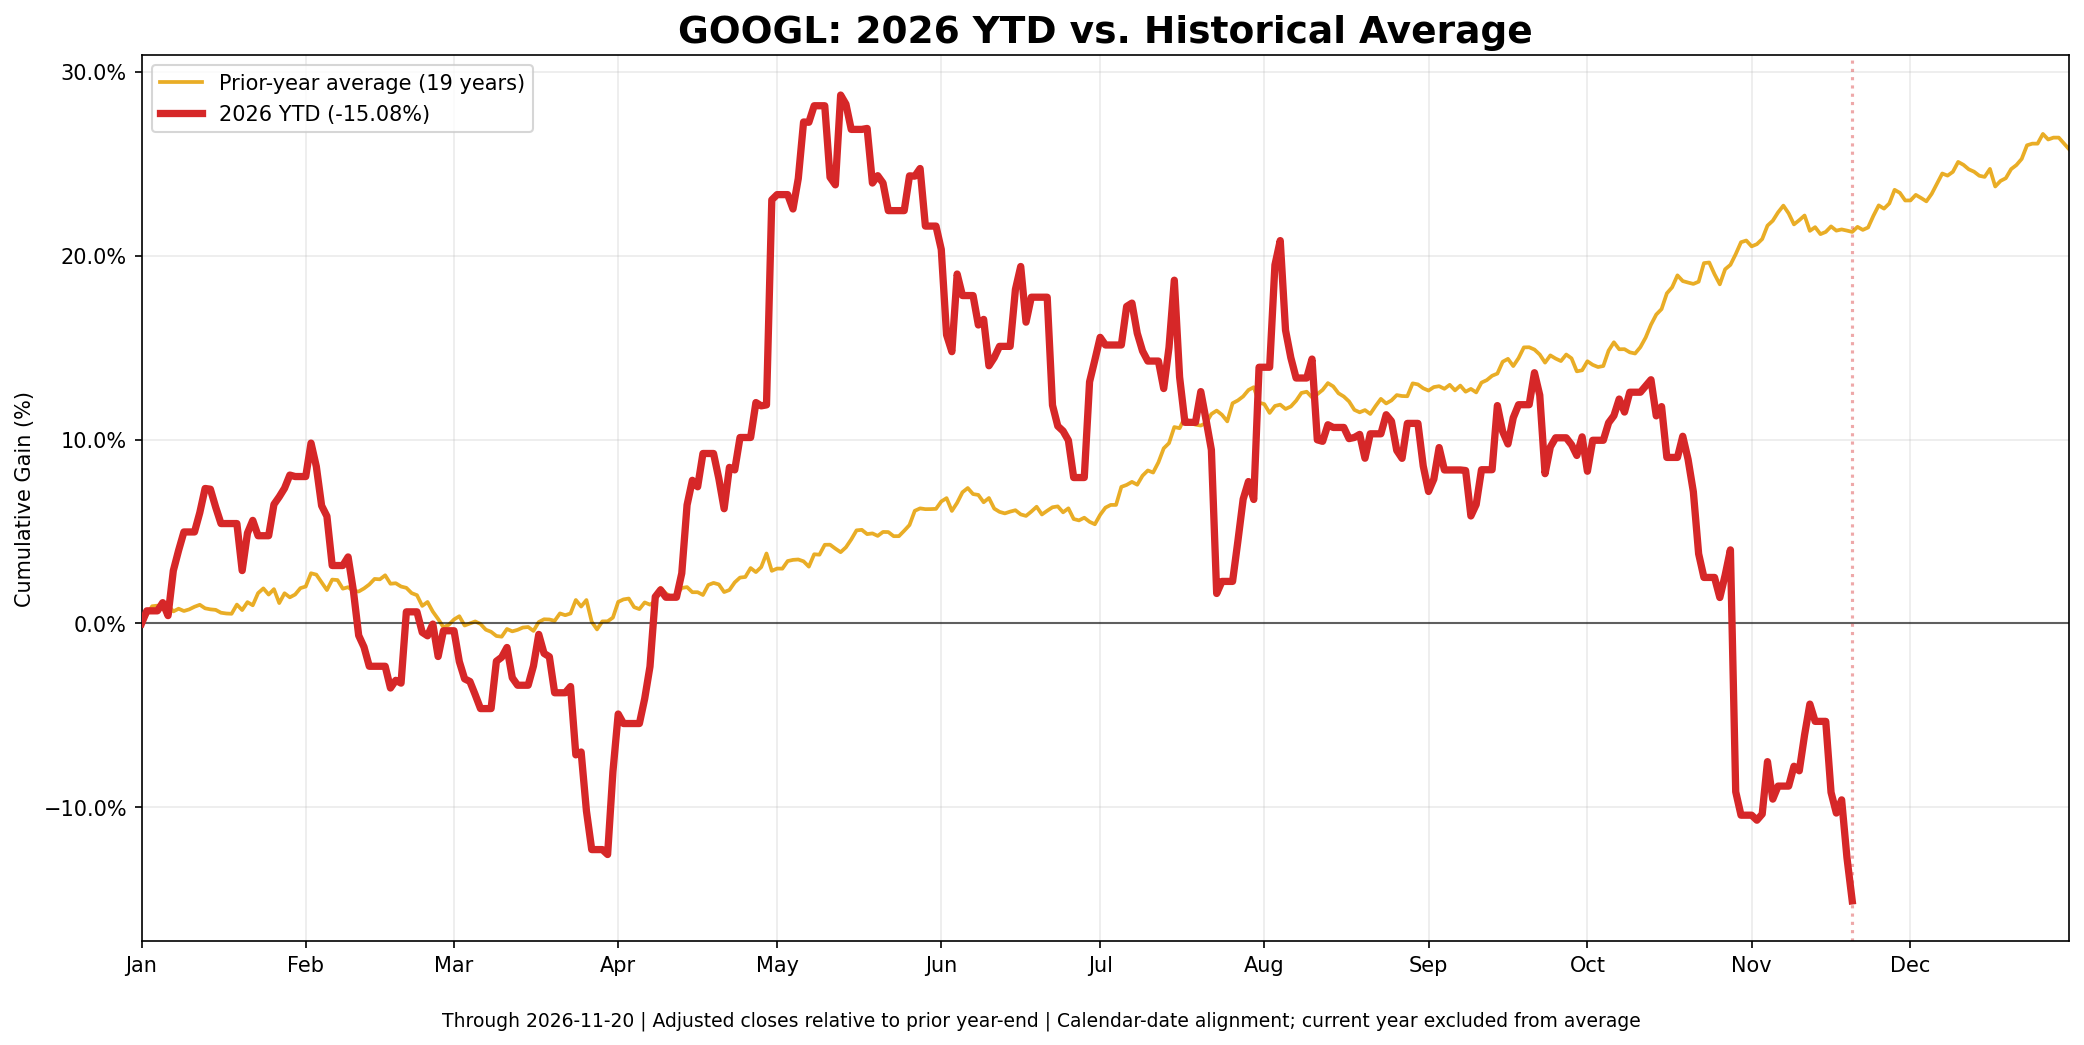 GOOGL: 2026 YTD vs. Historical Average
Prior-year average (19 years)
2026 YTD (-15.08%)
Cumulative Gain (%)
30.0%
20.0%
10.0%
0.0%
−10.0%
Jan Feb Mar Apr May Jun Jul Aug Sep Oct Nov Dec
Through 2026-11-20 | Adjusted closes relative to prior year-end | Calendar-date alignment; current year excluded from average